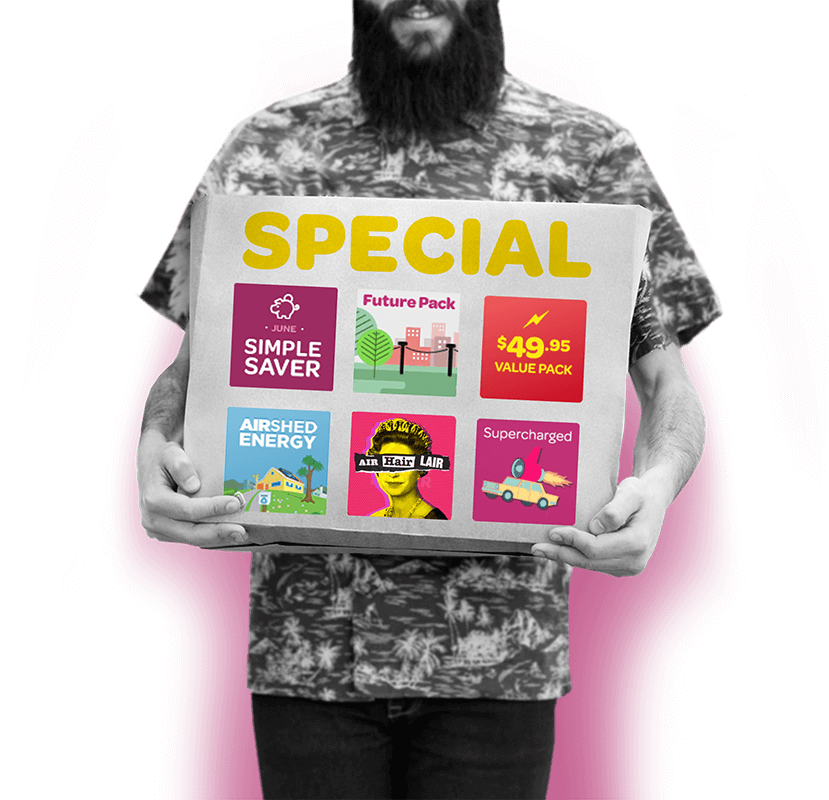 SPECIAL
· JUNE ·
SIMPLE
SAVER
Future Pack
$49.95
VALUE PACK
AIRSHED
ENERGY
AIR Hair LAIR
Supercharged